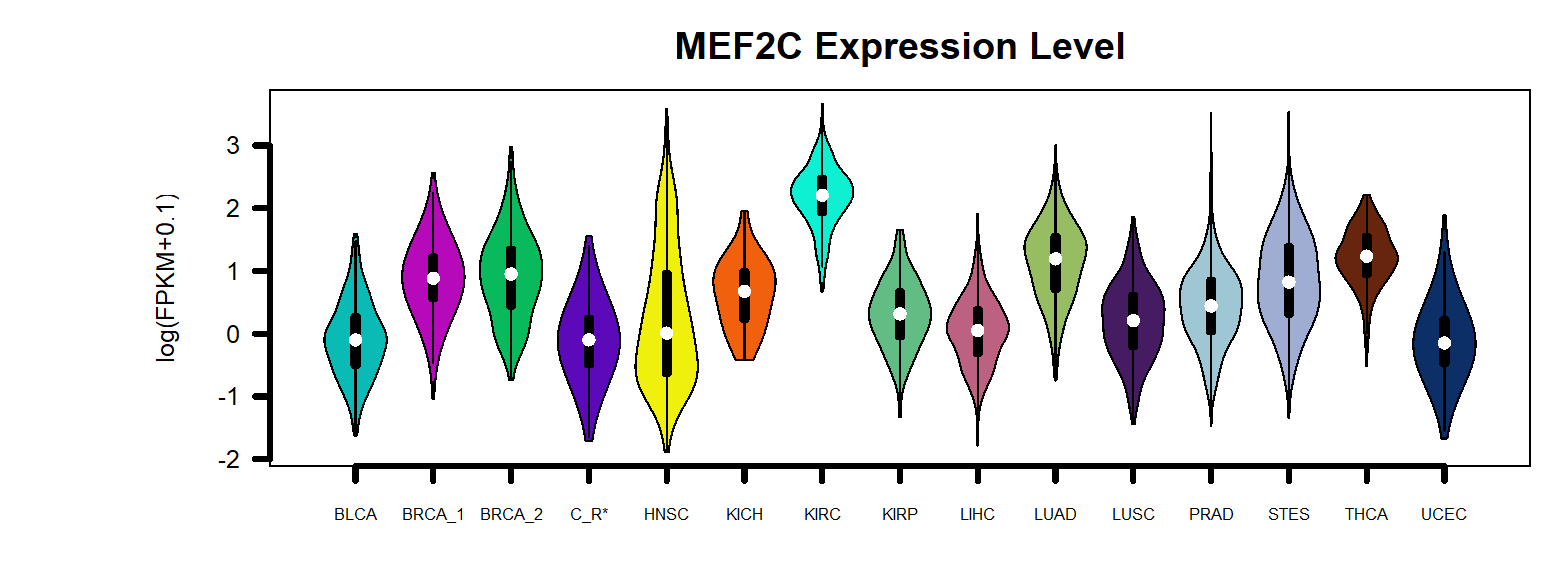 MEF2C Expression Level
log(FPKM+0.1)
3
2
1
0
-1
-2
BLCA BRCA_1 BRCA_2 C_R* HNSC KICH KIRC KIRP LIHC LUAD LUSC PRAD STES THCA UCEC